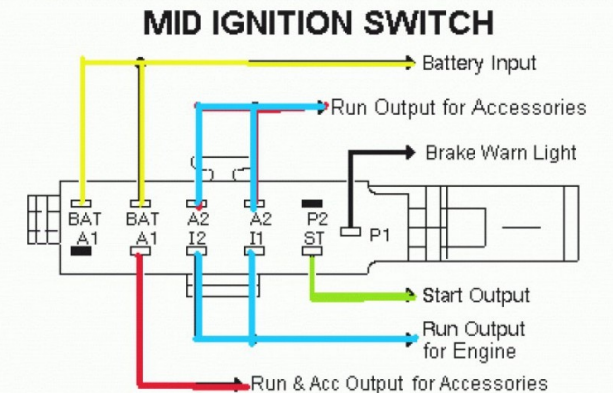 MID IGNITION SWITCH
Battery Input
Run Output for Accessories
Brake Warn Light
BAT BAT A2 A2 P2
A1 A1 I2 I1 ST P1
Start Output
Run Output
for Engine
Run & Acc Output for Accessories